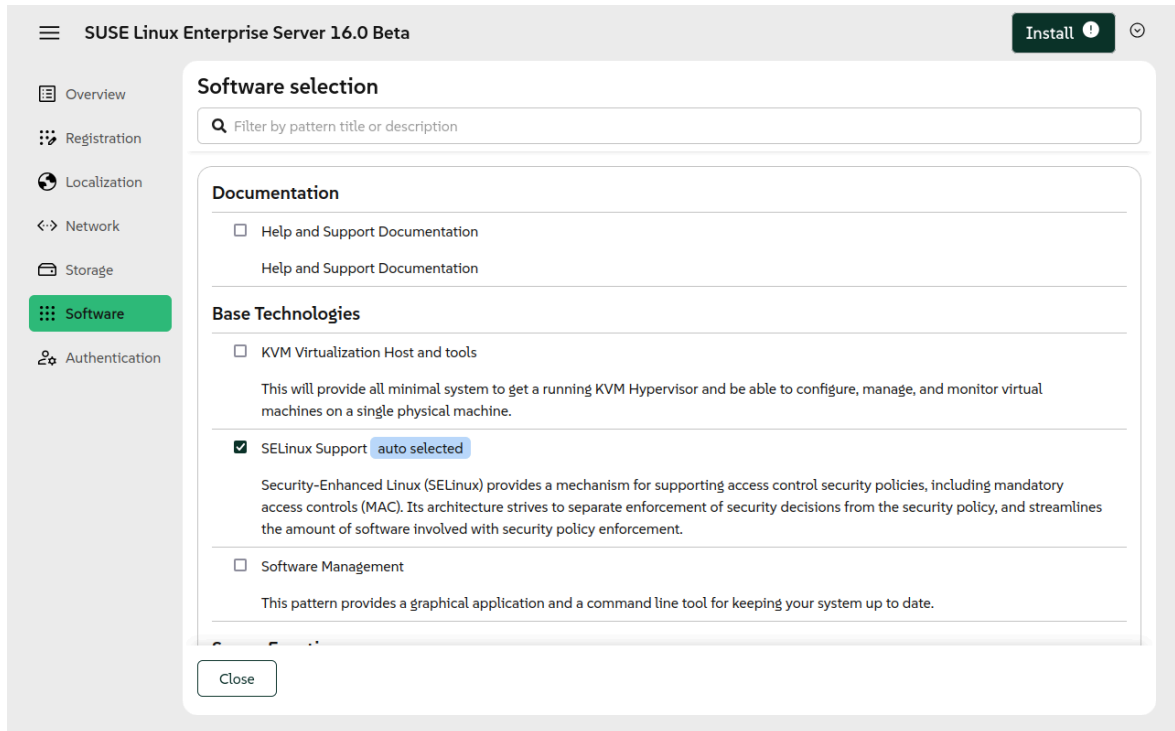 SUSE Linux Enterprise Server 16.0 Beta
Install
Overview
Registration
Localization
Network
Storage
Software
Authentication
Software selection
Filter by pattern title or description
Documentation
Help and Support Documentation
Help and Support Documentation
Base Technologies
KVM Virtualization Host and tools
This will provide all minimal system to get a running KVM Hypervisor and be able to configure, manage, and monitor virtual
machines on a single physical machine.
SELinux Support auto selected
Security-Enhanced Linux (SELinux) provides a mechanism for supporting access control security policies, including mandatory
access controls (MAC). Its architecture strives to separate enforcement of security decisions from the security policy, and streamlines
the amount of software involved with security policy enforcement.
Software Management
This pattern provides a graphical application and a command line tool for keeping your system up to date.
Close